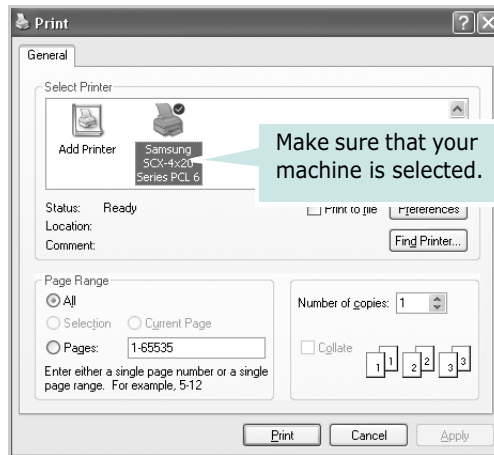 Print
General
Select Printer
Add Printer
Samsung
SCX-4x20
Series PCL 6
Make sure that your
machine is selected.
Status: Ready
Location:
Comment:
Print to file
Preferences
Find Printer...
Page Range
All
Selection
Current Page
Pages: 1-65535
Enter either a single page number or a single
page range. For example, 5-12
Number of copies: 1
Collate
1 1 2 2 3 3
Print
Cancel
Apply